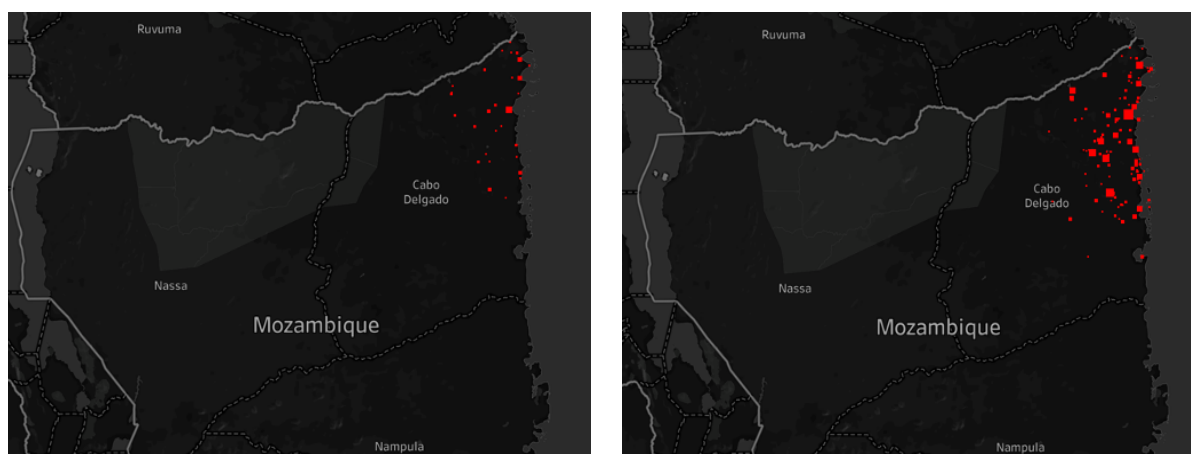 Ruvuma
Cabo
Delgado
Nassa
Mozambique
Nampula
Ruvuma
Cabo
Delgado
Nassa
Mozambique
Nampula